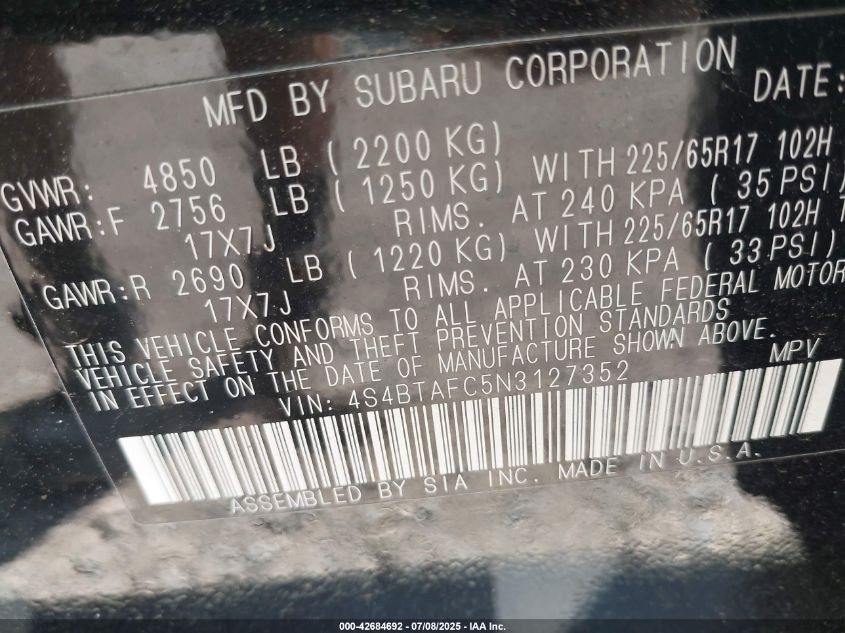 MFD BY SUBARU CORPORATION DATE:
GVWR: 4850 LB ( 2200 KG)
GAWR:F 2756 LB ( 1250 KG) WITH 225/65R17 102H
17X7J RIMS. AT 240 KPA ( 35 PSI)
GAWR:R 2690 LB ( 1220 KG) WITH 225/65R17 102H T
17X7J RIMS. AT 230 KPA ( 33 PSI)
THIS VEHICLE CONFORMS TO ALL APPLICABLE FEDERAL MOTOR
VEHICLE SAFETY AND THEFT PREVENTION STANDARDS
IN EFFECT ON THE DATE OF MANUFACTURE SHOWN ABOVE.
VIN: 4S4BTAFC5N3127352 MPV
ASSEMBLED BY SIA INC. MADE IN U.S.A.
000-42684692 - 07/08/2025 - IAA Inc.